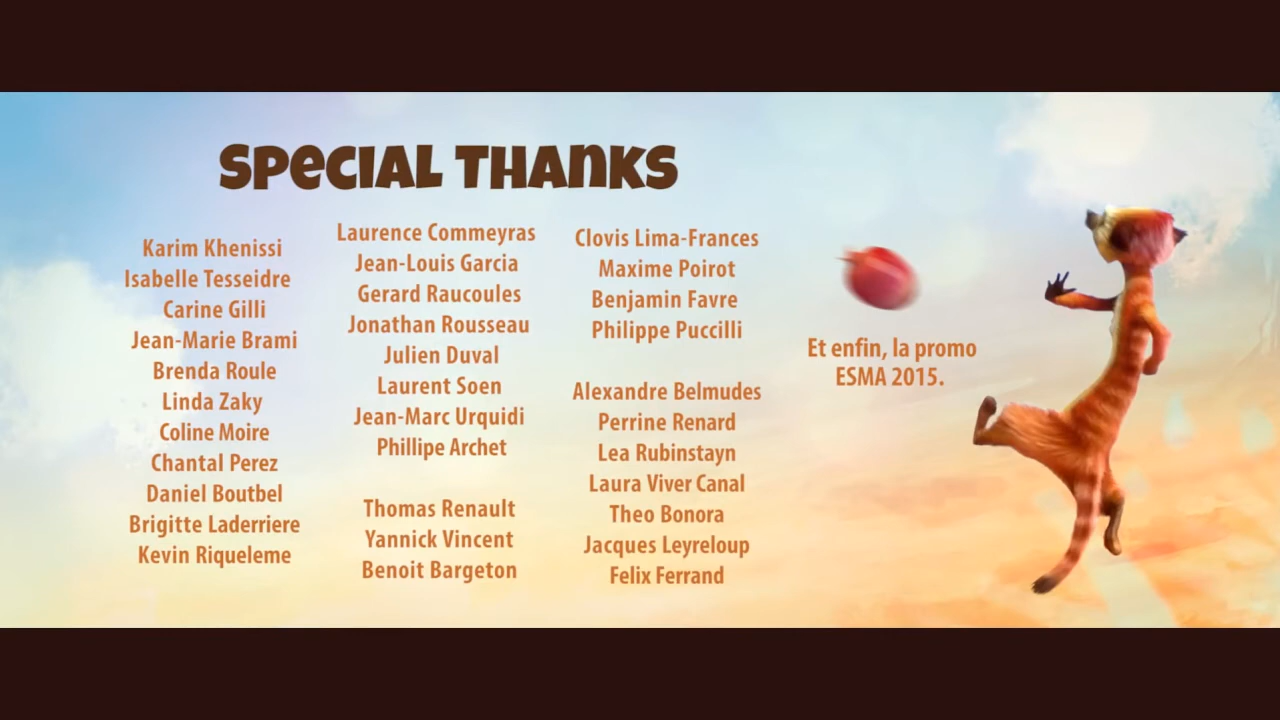 Special Thanks
Karim Khenissi
Isabelle Tesseidre
Carine Gilli
Jean-Marie Brami
Brenda Roule
Linda Zaky
Coline Moire
Chantal Perez
Daniel Boutbel
Brigitte Laderriere
Kevin Riqueleme
Laurence Commeyras
Jean-Louis Garcia
Gerard Raucoules
Jonathan Rousseau
Julien Duval
Laurent Soen
Jean-Marc Urquidi
Phillipe Archet
Thomas Renault
Yannick Vincent
Benoit Bargeton
Clovis Lima-Frances
Maxime Poirot
Benjamin Favre
Philippe Puccilli
Alexandre Belmudes
Perrine Renard
Lea Rubinstayn
Laura Viver Canal
Theo Bonora
Jacques Leyreloup
Felix Ferrand
Et enfin, la promo
ESMA 2015.